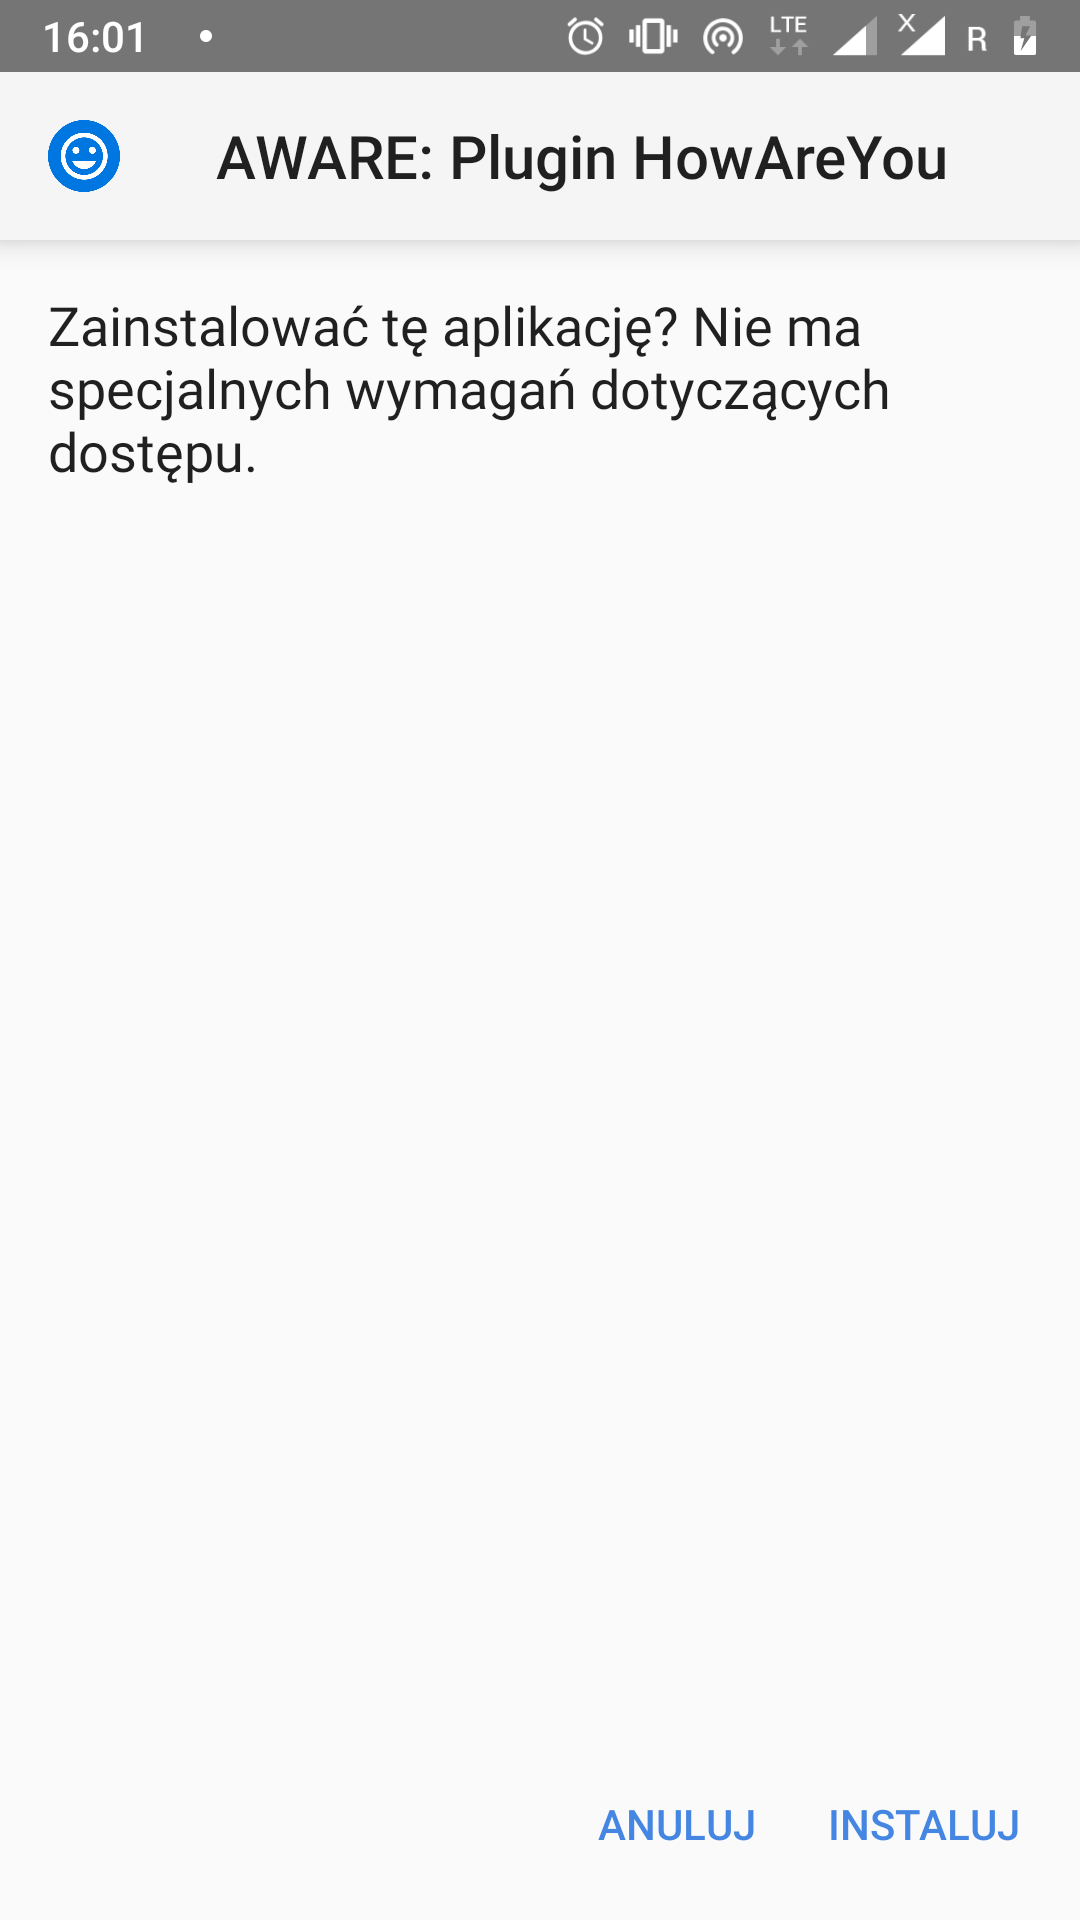 16:01
LTE
X
R
AWARE: Plugin HowAreYou
Zainstalować tę aplikację? Nie ma
specjalnych wymagań dotyczących
dostępu.
ANULUJ
INSTALUJ